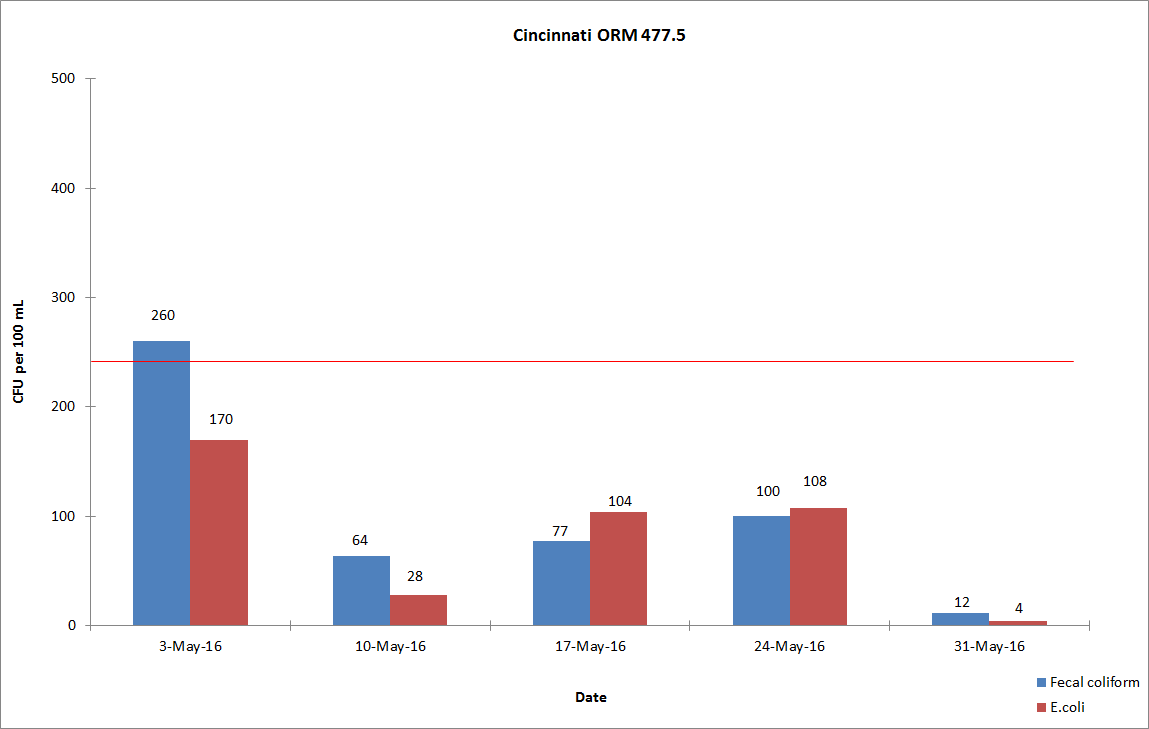 Cincinnati ORM 477.5
500
400
300
200
100
0
CFU per 100 mL
260
170
64
28
77
104
100
108
12
4
3-May-16
10-May-16
17-May-16
24-May-16
31-May-16
Date
Fecal coliform
E.coli